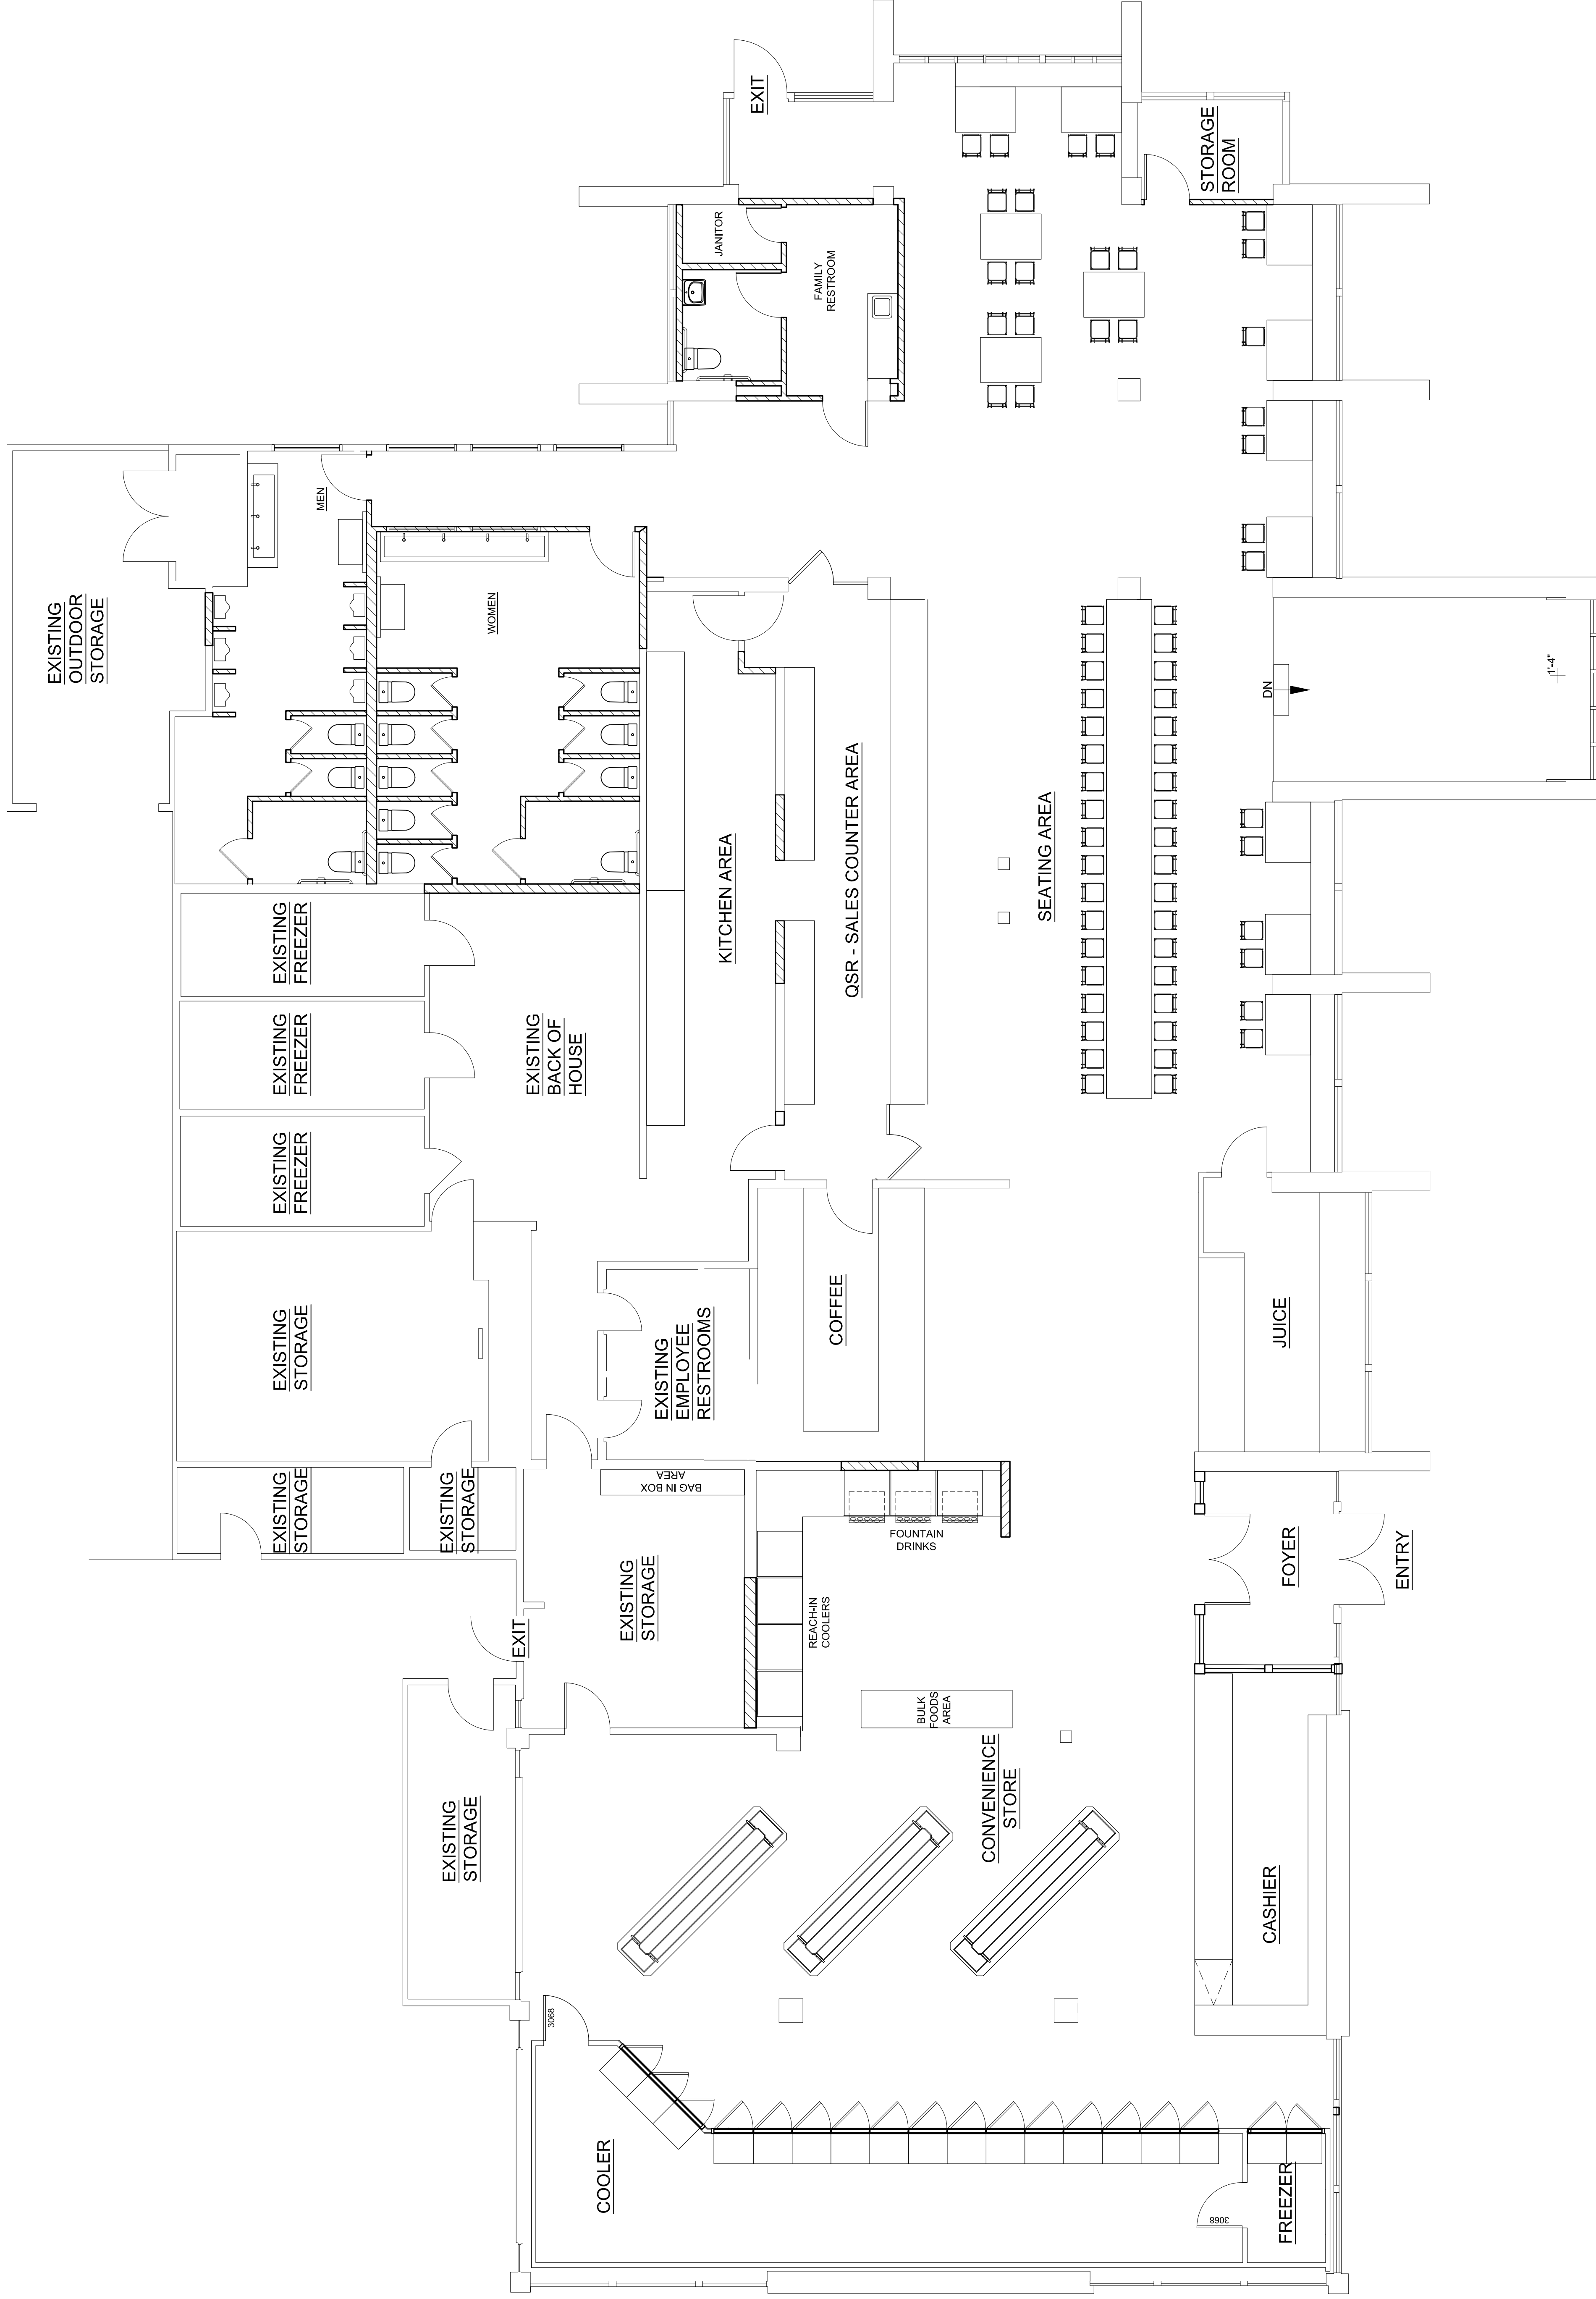 EXISTING
OUTDOOR
STORAGE
MEN
WOMEN
EXIT
JANITOR
FAMILY
RESTROOM
STORAGE
ROOM
EXISTING
FREEZER
EXISTING
FREEZER
EXISTING
FREEZER
EXISTING
BACK OF
HOUSE
KITCHEN AREA
QSR - SALES COUNTER AREA
SEATING AREA
DN
1'-4"
EXISTING
STORAGE
EXISTING
EMPLOYEE
RESTROOMS
COFFEE
JUICE
EXISTING
STORAGE
EXISTING
STORAGE
BAG IN BOX
AREA
EXIT
EXISTING
STORAGE
FOUNTAIN
DRINKS
REACH-IN
COOLERS
FOYER
ENTRY
BULK
FOODS
AREA
CONVENIENCE
STORE
EXISTING
STORAGE
CASHIER
3068
COOLER
3068
FREEZER